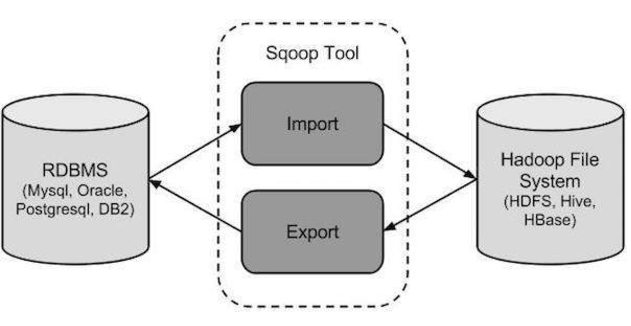 Sqoop Tool
Import
RDBMS
(Mysql, Oracle,
Postgresql, DB2)
Hadoop File
System
(HDFS, Hive,
HBase)
Export